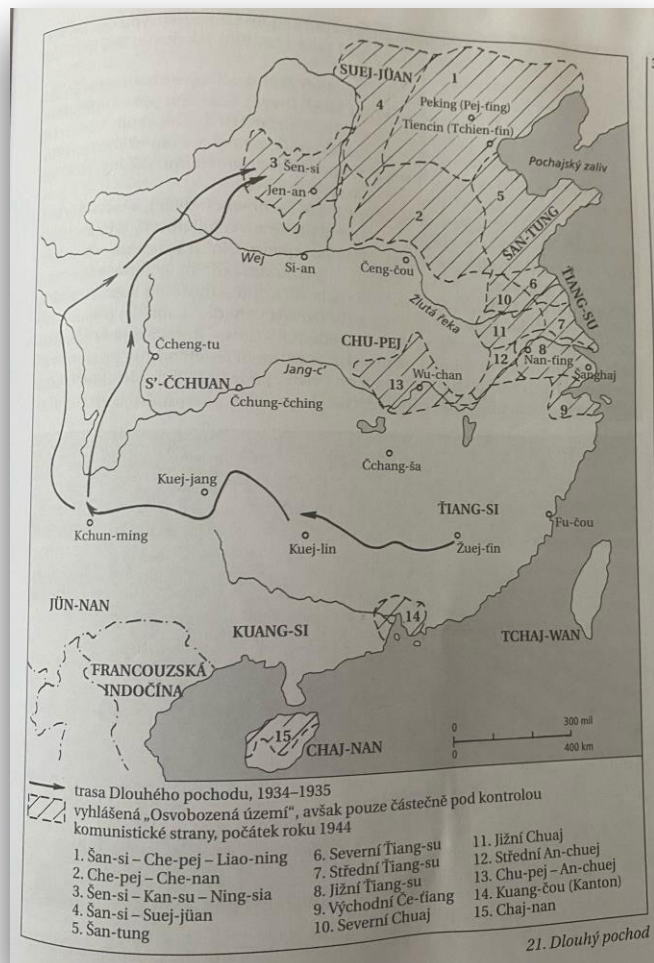 SUEJ-JÜAN
1
Peking (Pej-ťing)
4
Tiencin (Tchien-ťin)
Pochajský zaliv
3 Šen-si
Jen-an
2
5
ŠAN-TUNG
Wej
Si-an
Čeng-čou
6
10
ŤIANG-SU
Žlutá řeka
11
7
CHU-PEJ
Čcheng-tu
12
8
Nan-ťing
Jang-c'
Wu-chan
Šanghaj
S'-ČCHUAN
13
Čchung-čching
9
Čchang-ša
Kuej-jang
ŤIANG-SI
Fu-čou
Kchun-ming
Kuej-lin
Žuej-ťin
JÜN-NAN
14
KUANG-SI
TCHAJ-WAN
FRANCOUZSKÁ
INDOČÍNA
15
CHAJ-NAN
0 300 mil
0 400 km
trasa Dlouhého pochodu, 1934–1935
vyhlášená „Osvobozená území“, avšak pouze částečně pod kontrolou
komunistické strany, počátek roku 1944
1. Šan-si – Che-pej – Liao-ning
2. Che-pej – Che-nan
3. Šen-si – Kan-su – Ning-sia
4. Šan-si – Suej-jüan
5. Šan-tung
6. Severní Ťiang-su
7. Střední Ťiang-su
8. Jižní Ťiang-su
9. Východní Če-ťiang
10. Severní Chuaj
11. Jižní Chuaj
12. Střední An-chuej
13. Chu-pej – An-chuej
14. Kuang-čou (Kanton)
15. Chaj-nan
21. Dlouhý pochod